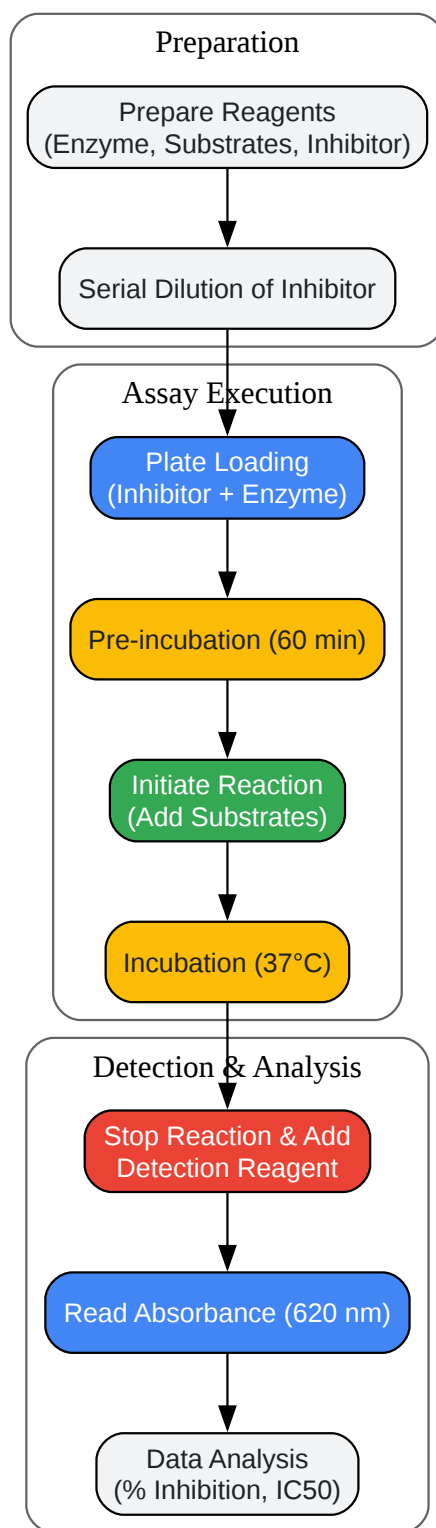 Preparation
Prepare Reagents
(Enzyme, Substrates, Inhibitor)
Serial Dilution of Inhibitor
Assay Execution
Plate Loading
(Inhibitor + Enzyme)
Pre-incubation (60 min)
Initiate Reaction
(Add Substrates)
Incubation (37°C)
Detection & Analysis
Stop Reaction & Add
Detection Reagent
Read Absorbance (620 nm)
Data Analysis
(% Inhibition, IC50)